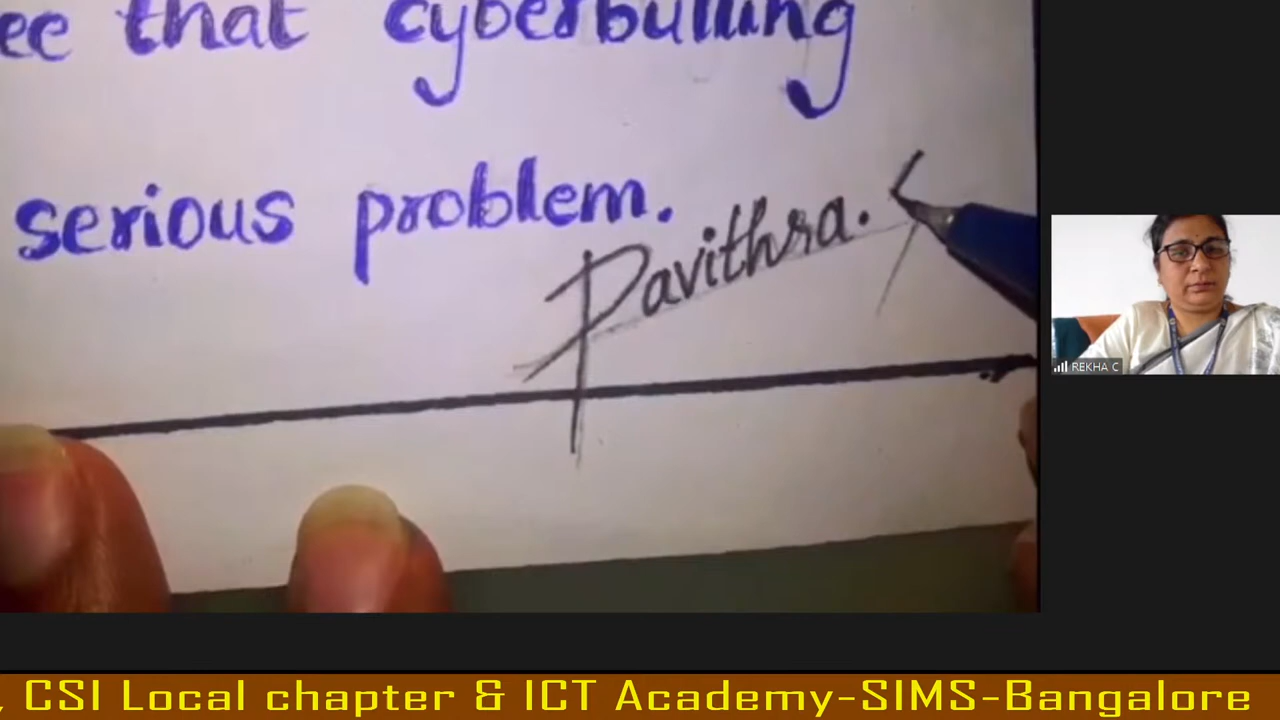 ee that cyberbulling
serious problem.
Pavithra.
REKHA C
, CSI Local chapter & ICT Academy-SIMS-Bangalore